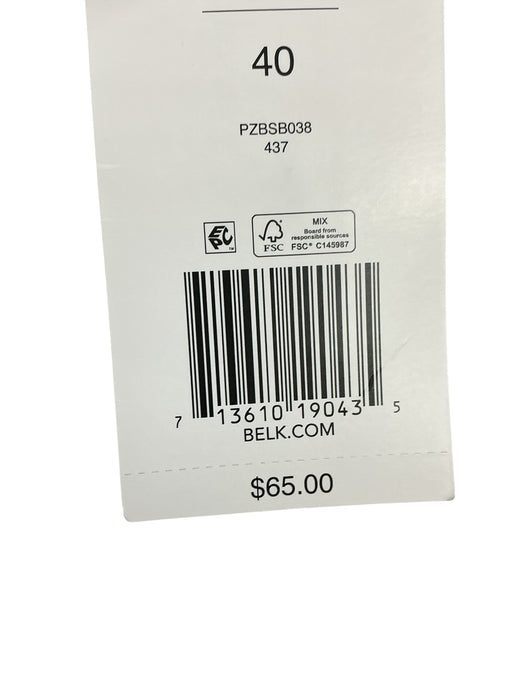 40
PZBSB038
437
EPC™
FSC
MIX
Board from
responsible sources
FSC® C145987
7 13610 19043 5
BELK.COM
$65.00